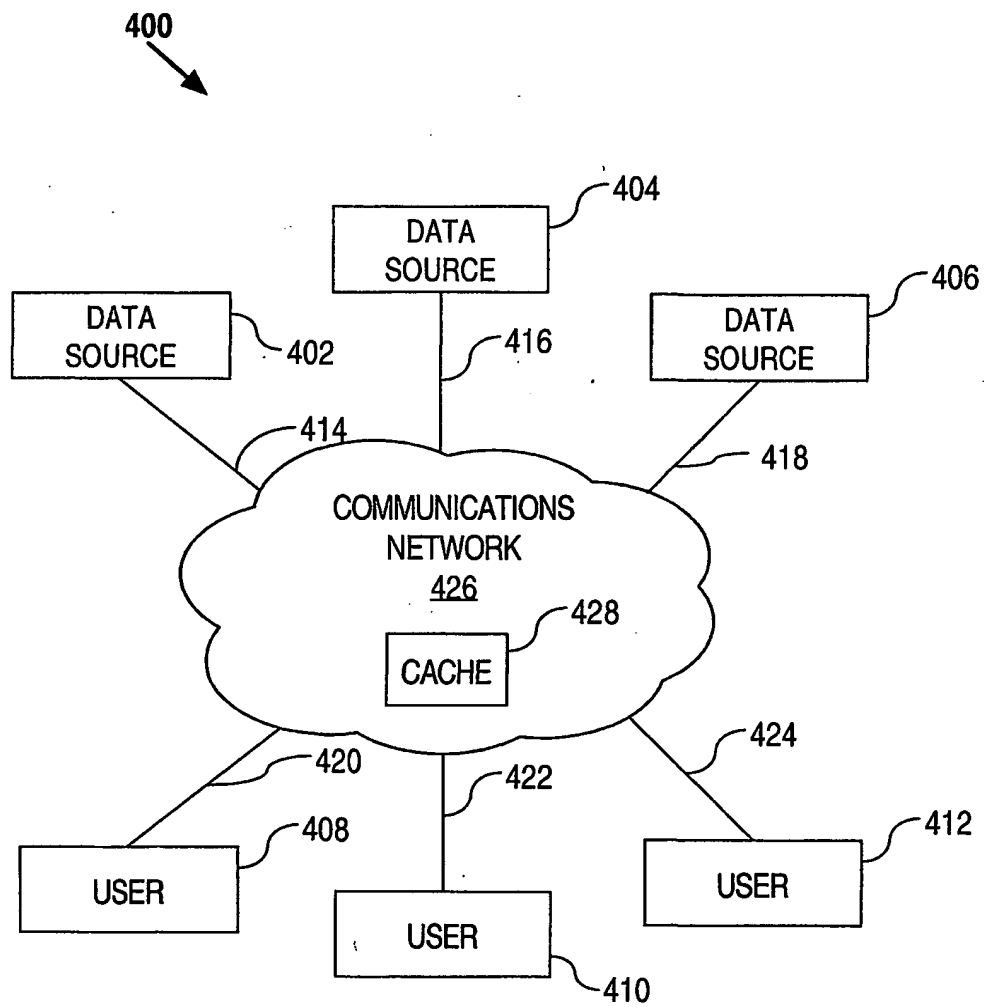 400
404
DATA
SOURCE
406
DATA
SOURCE
402
DATA
SOURCE
416
414
418
COMMUNICATIONS
NETWORK
426
428
CACHE
424
420
422
408
412
USER
USER
USER
410